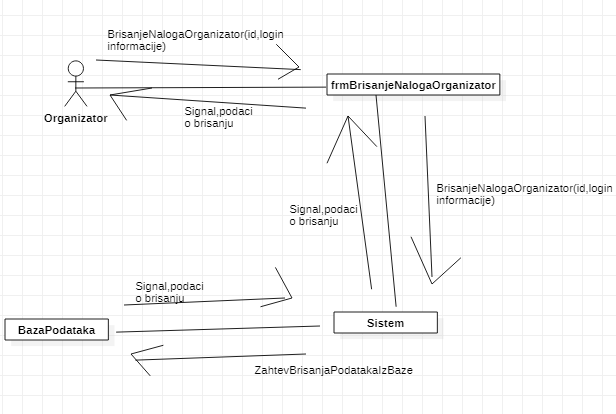 BrisanjeNalogaOrganizator(id,login
informacije)
frmBrisanjeNalogaOrganizator
Organizator
Signal,podaci
o brisanju
BrisanjeNalogaOrganizator(id,login
informacije)
Signal,podaci
o brisanju
Signal,podaci
o brisanju
BazaPodataka
Sistem
ZahtevBrisanjaPodatakaIzBaze